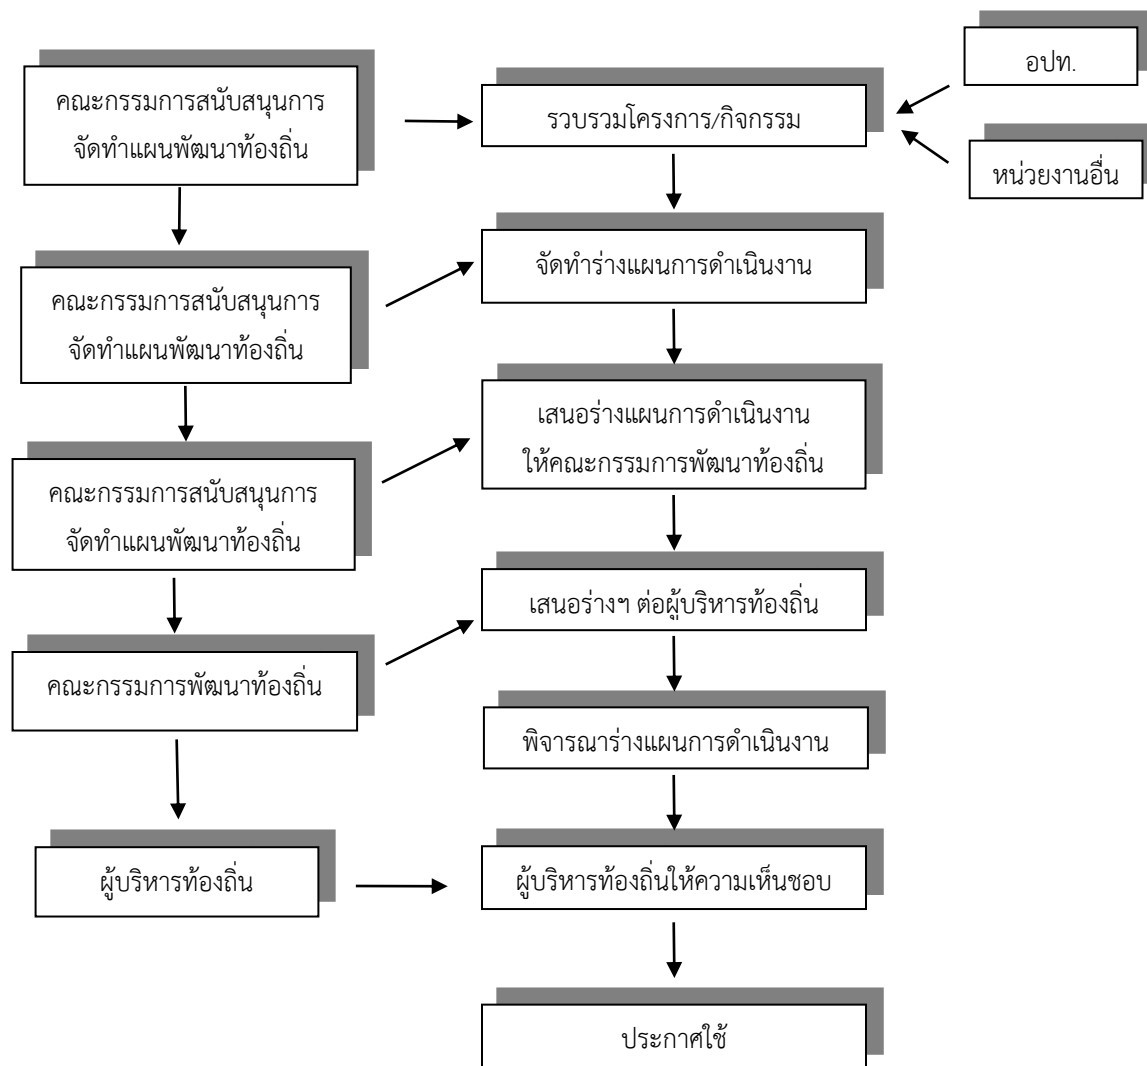 คณะกรรมการสนับสนุนการ
จัดทำแผนพัฒนาท้องถิ่น
รวบรวมโครงการ/กิจกรรม
อปท.
หน่วยงานอื่น
คณะกรรมการสนับสนุนการ
จัดทำแผนพัฒนาท้องถิ่น
จัดทำร่างแผนการดำเนินงาน
คณะกรรมการสนับสนุนการ
จัดทำแผนพัฒนาท้องถิ่น
เสนอร่างแผนการดำเนินงาน
ให้คณะกรรมการพัฒนาท้องถิ่น
คณะกรรมการพัฒนาท้องถิ่น
เสนอร่างฯ ต่อผู้บริหารท้องถิ่น
พิจารณาร่างแผนการดำเนินงาน
ผู้บริหารท้องถิ่น
ผู้บริหารท้องถิ่นให้ความเห็นชอบ
ประกาศใช้